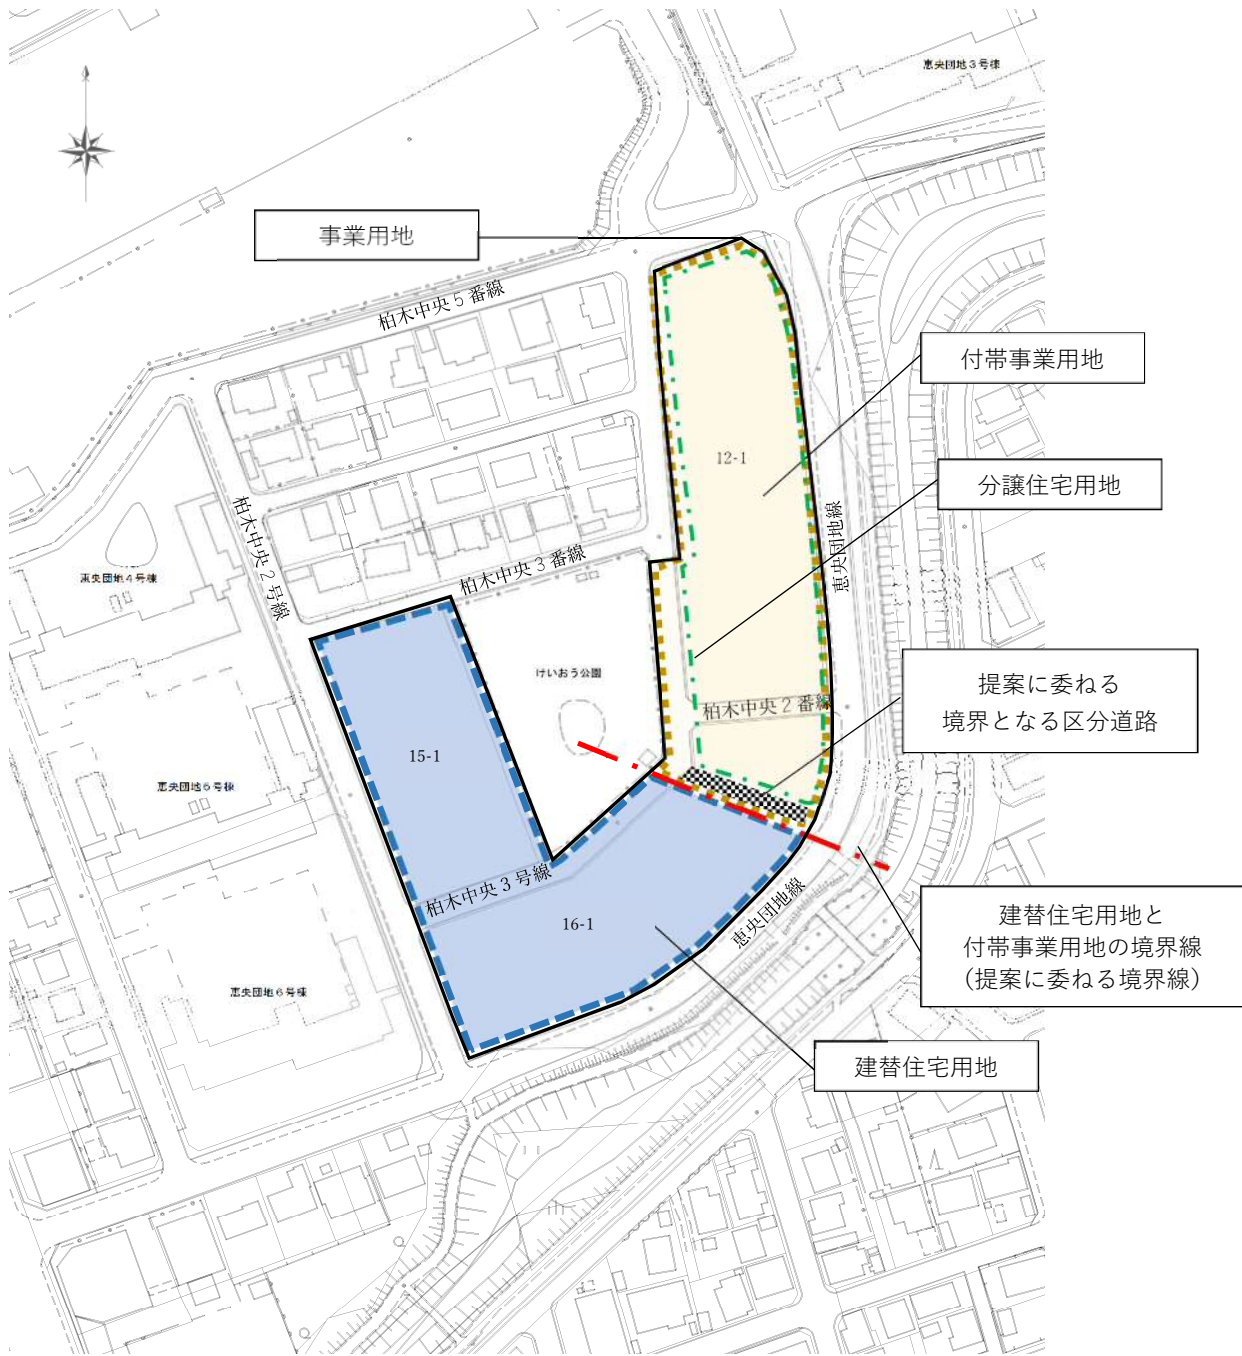 恵央団地3号棟
事業用地
柏木中央5番線
付帯事業用地
12-1
分譲住宅用地
柏木中央2号線
恵央団地線
柏木中央3番線
恵央団地4号棟
けいおう公園
提案に委ねる
境界となる区分道路
柏木中央2番線
15-1
恵央団地6号棟
柏木中央3号線
16-1
恵央団地線
建替住宅用地と
付帯事業用地の境界線
(提案に委ねる境界線)
恵央団地6号棟
建替住宅用地